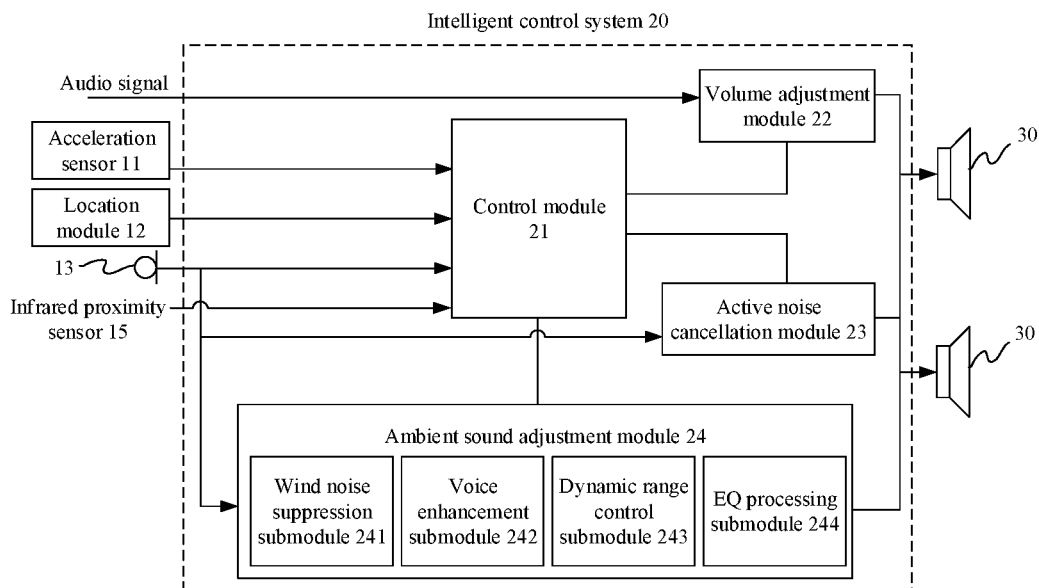 Intelligent control system 20
Audio signal
Volume adjustment
module 22
30
Acceleration
sensor 11
Location
module 12
Control module
21
13
Infrared proximity
sensor 15
Active noise
cancellation module 23
30
Ambient sound adjustment module 24
Wind noise
suppression
submodule 241
Voice
enhancement
submodule 242
Dynamic range
control
submodule 243
EQ processing
submodule 244